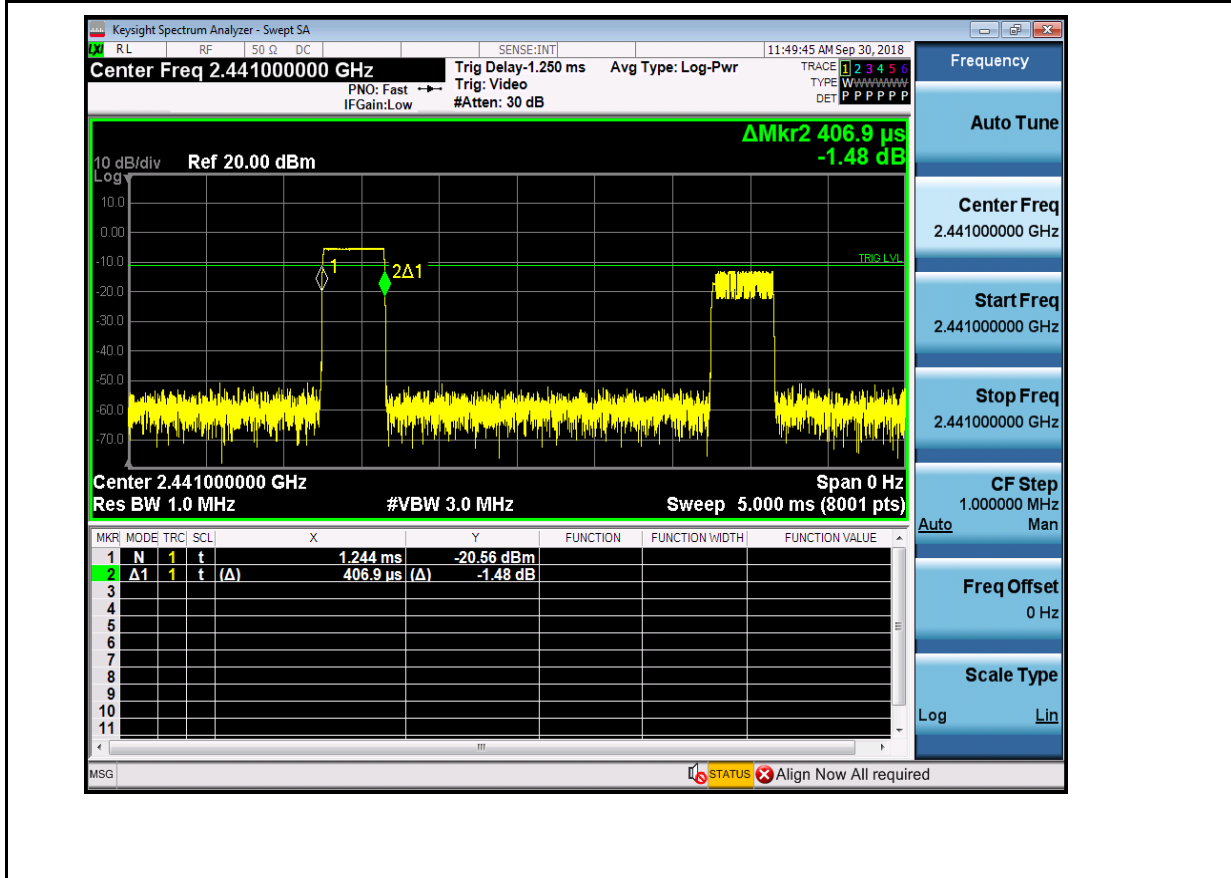 Keysight Spectrum Analyzer - Swept SA
LXI RL RF 50 Ω DC SENSE:INT 11:49:45 AM Sep 30, 2018
Center Freq 2.441000000 GHz
PNO: Fast
IFGain:Low
Trig Delay-1.250 ms
Trig: Video
#Atten: 30 dB
Avg Type: Log-Pwr
TRACE 1 2 3 4 5 6
TYPE WWWWWW
DET P P P P P P
ΔMkr2 406.9 µs
-1.48 dB
10 dB/div Ref 20.00 dBm
Log
10.0
0.00
-10.0
-20.0
-30.0
-40.0
-50.0
-60.0
-70.0
1
2Δ1
TRIG LVL
Center 2.441000000 GHz Span 0 Hz
Res BW 1.0 MHz #VBW 3.0 MHz Sweep 5.000 ms (8001 pts)
MKR MODE TRC SCL X Y FUNCTION FUNCTION WIDTH FUNCTION VALUE
1 N 1 t 1.244 ms -20.56 dBm
2 Δ1 1 t (Δ) 406.9 µs (Δ) -1.48 dB
3
4
5
6
7
8
9
10
11
MSG STATUS Align Now All required
Frequency
Auto Tune
Center Freq
2.441000000 GHz
Start Freq
2.441000000 GHz
Stop Freq
2.441000000 GHz
CF Step
1.000000 MHz
Auto Man
Freq Offset
0 Hz
Scale Type
Log Lin